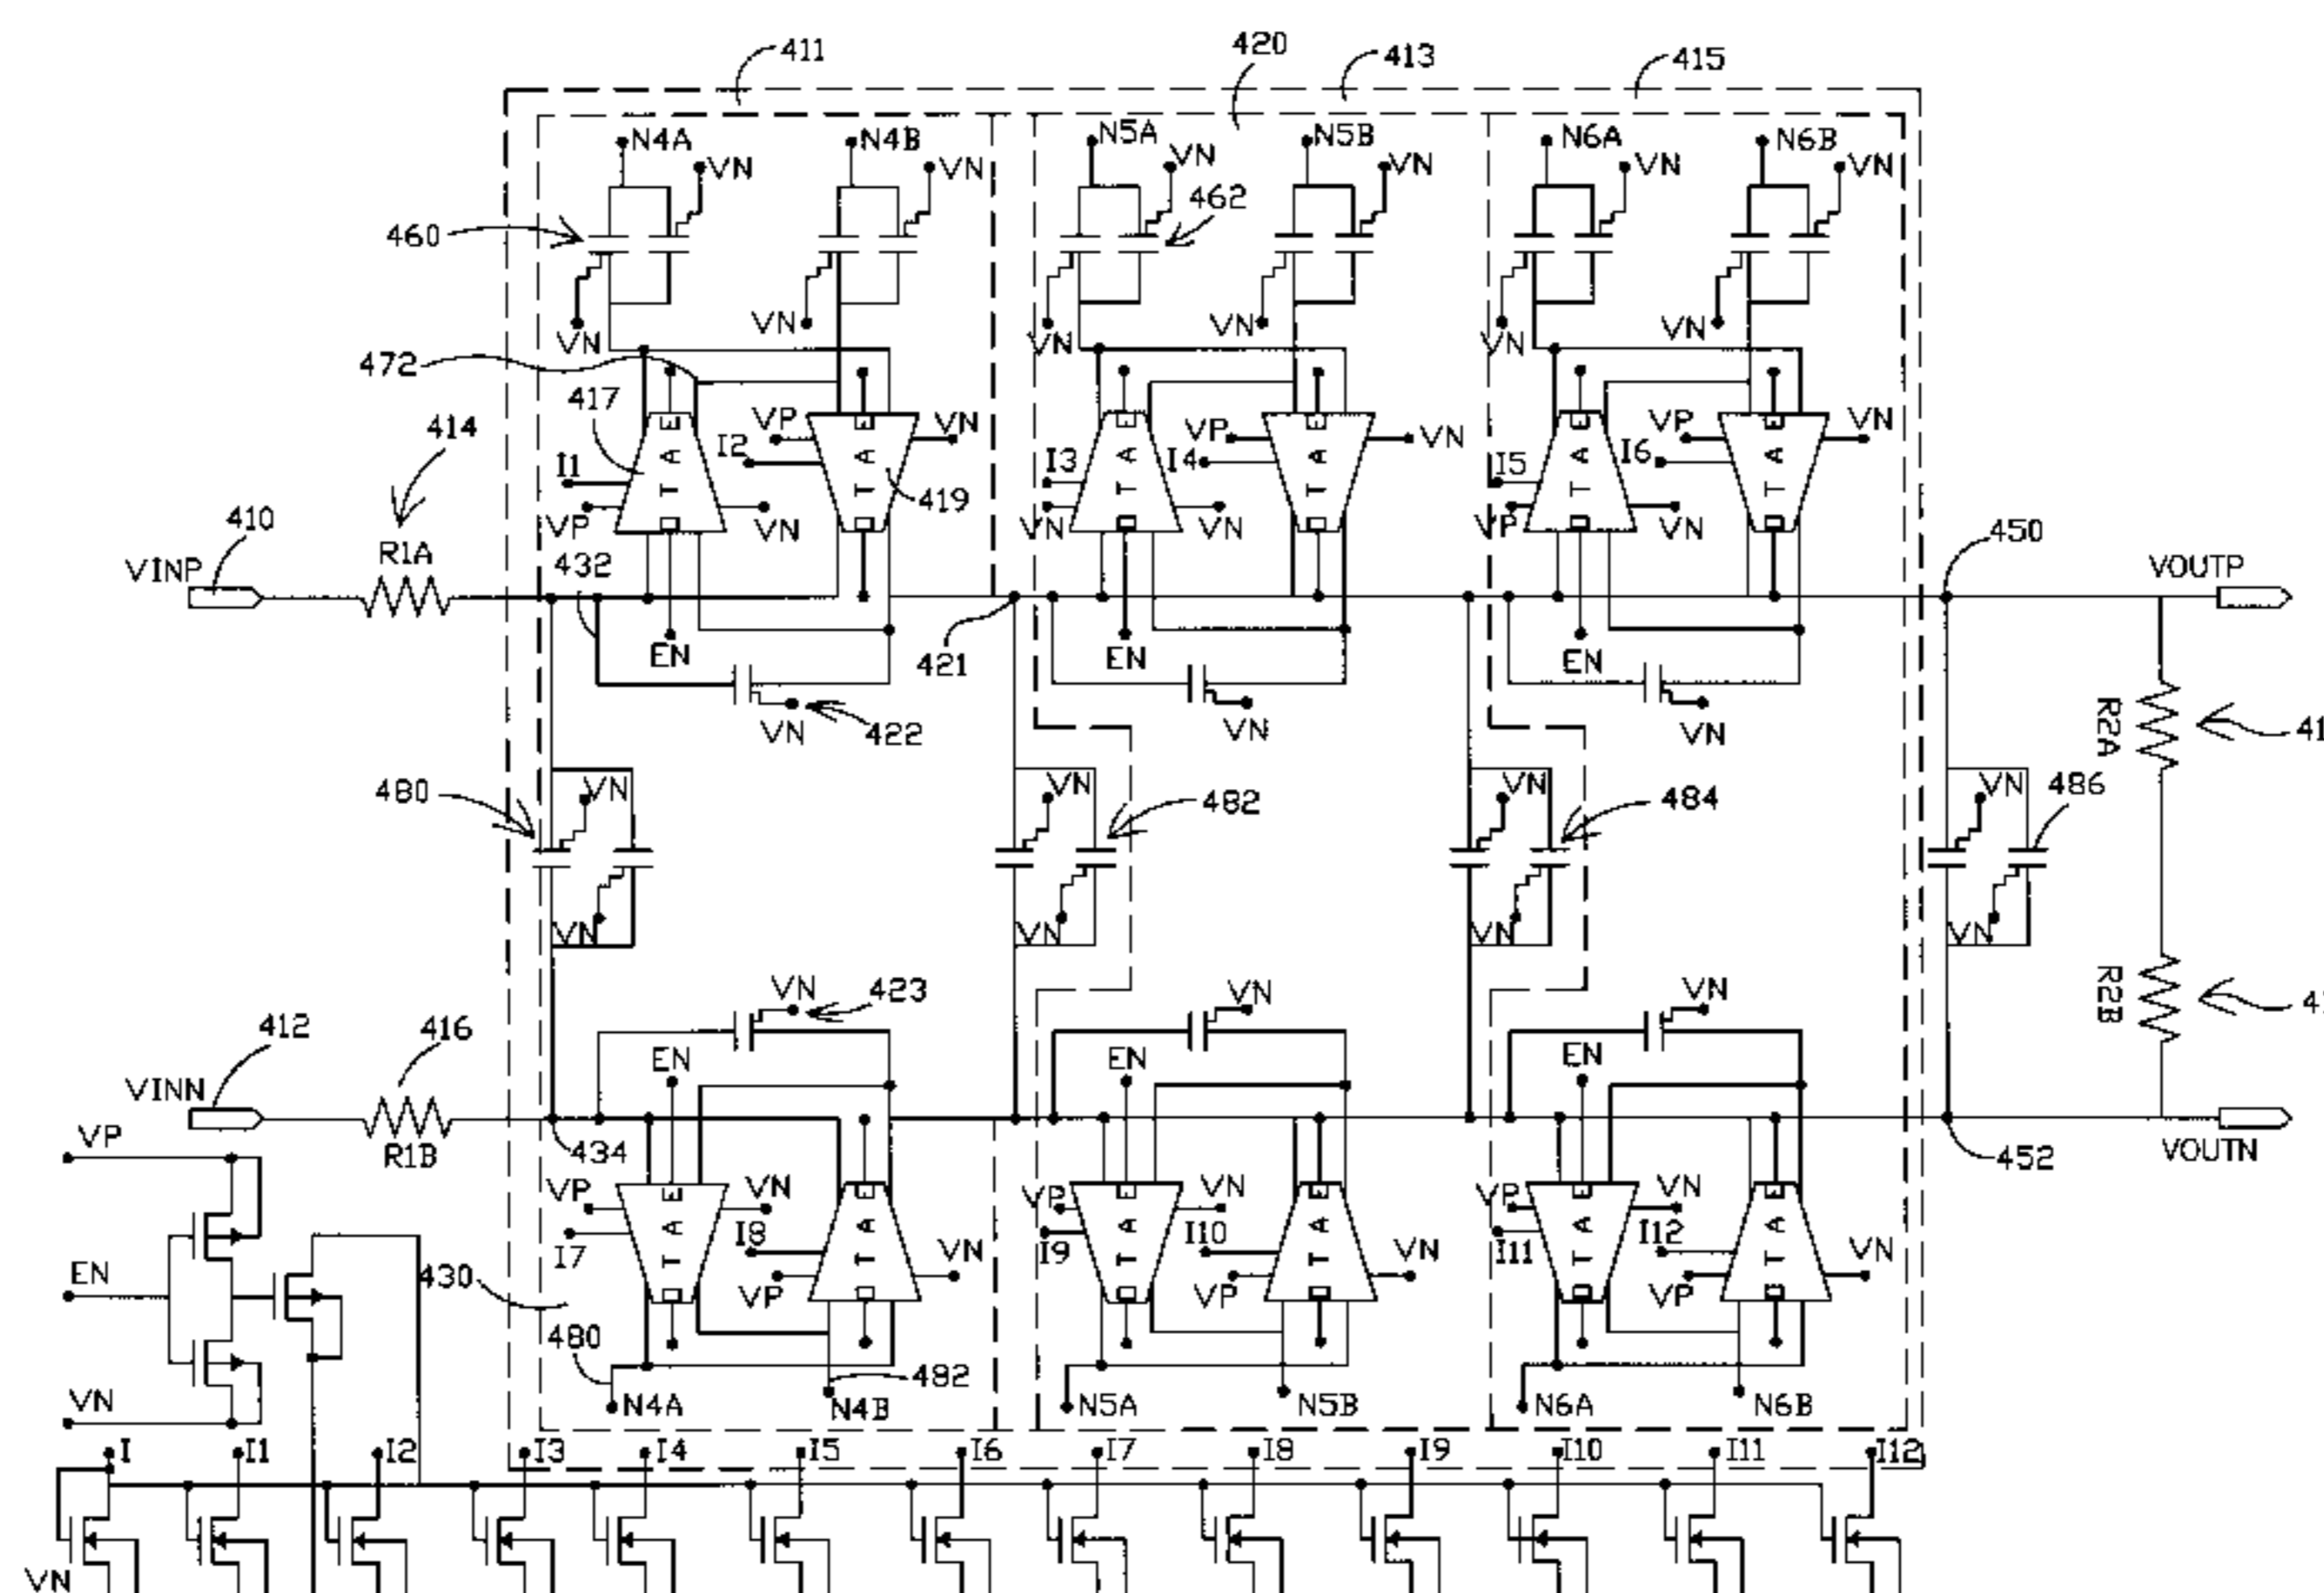 411
420
413
415
N4A
N4B
N5A
N5B
N6A
N6B
VN
VN
VN
VN
VN
VN
460
462
VN
VN
VN
VN
VN
VN
472
417
414
VP
VN
VP
VN
VP
VN
I1
I2
A
T
A
T
419
I3
I4
A
T
A
T
I5
I6
A
T
A
T
VP
VN
VN
VN
VP
VN
410
VINP
R1A
432
450
VOUTP
EN
421
EN
EN
VN
422
VN
VN
R2A
41
480
VN
VN
482
VN
484
VN
486
VN
VN
VN
VN
R2B
41
VN
423
VN
VN
412
416
EN
EN
EN
VINN
R1B
434
452
VOUTN
VP
VP
VN
VP
VN
VP
VN
I7
I8
A
T
A
T
VN
I9
I10
A
T
A
T
VN
I11
I12
A
T
A
T
VN
EN
430
VP
VP
VP
480
482
VN
N4A
N4B
N5A
N5B
N6A
N6B
I
I1
I2
I3
I4
I5
I6
I7
I8
I9
I10
I11
I12
VN